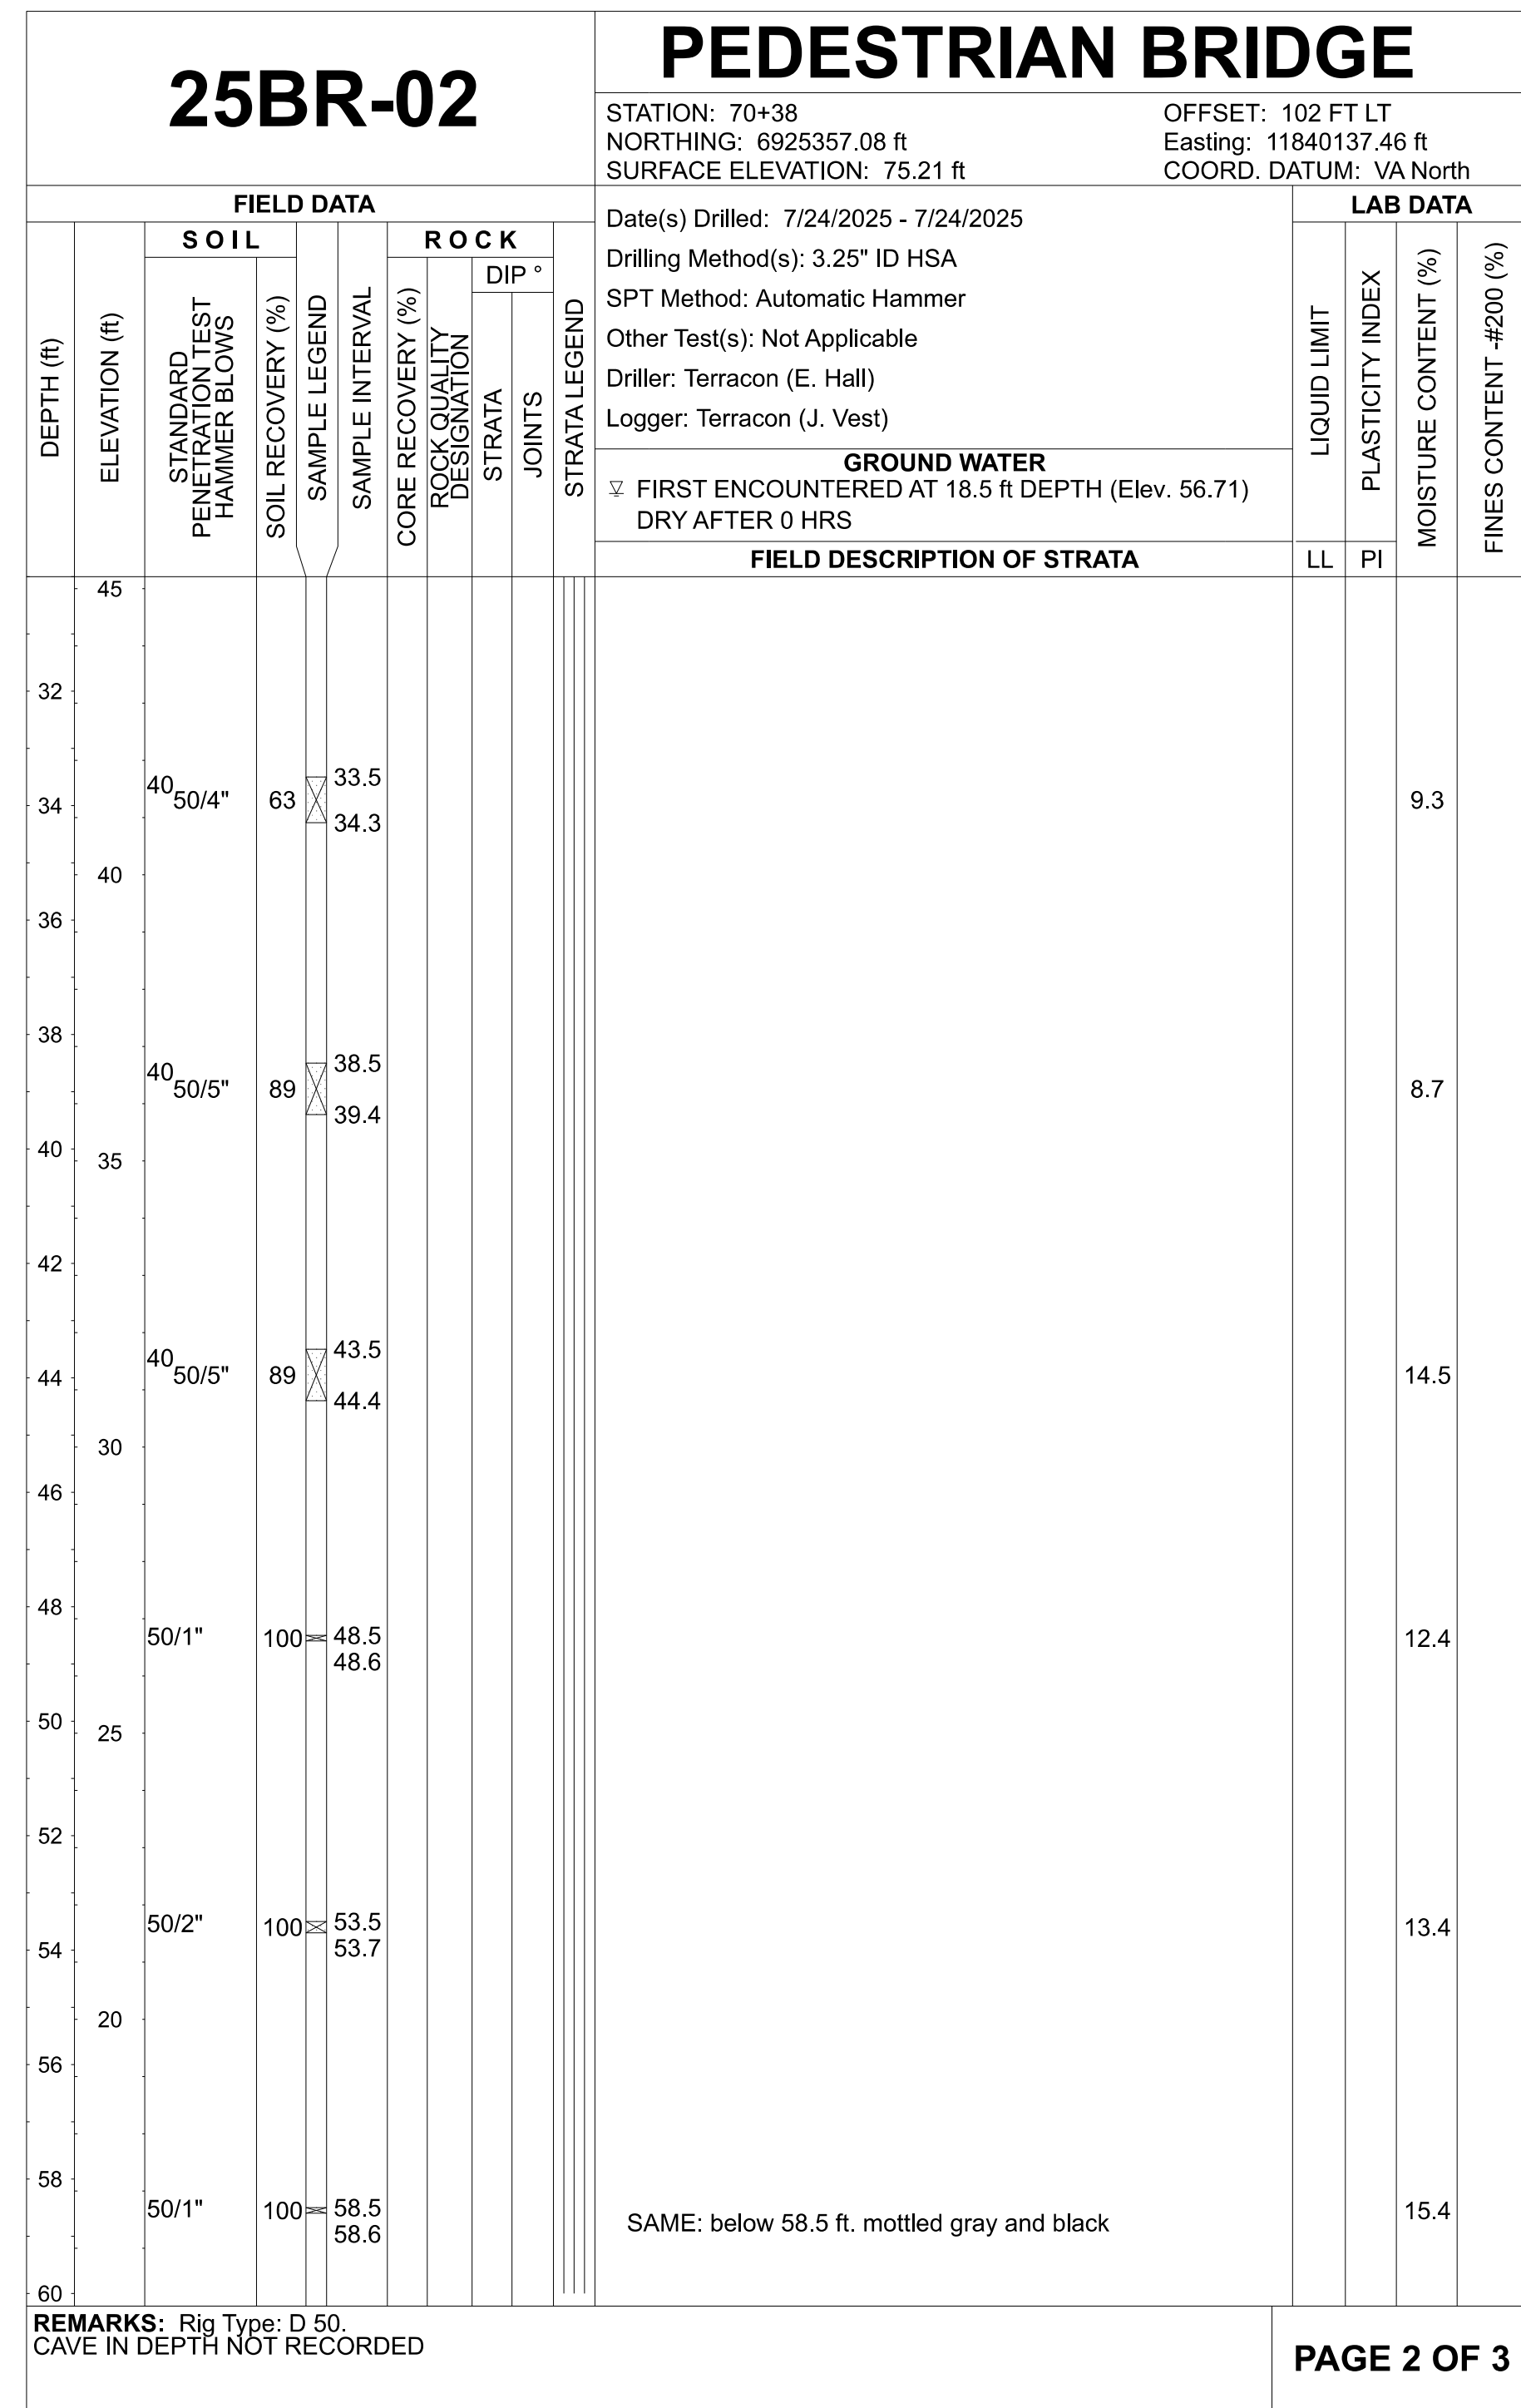 25BR-02
PEDESTRIAN BRIDGE
STATION: 70+38
OFFSET: 102 FT LT
NORTHING: 6925357.08 ft
Easting: 11840137.46 ft
SURFACE ELEVATION: 75.21 ft
COORD. DATUM: VA North
FIELD DATA
LAB DATA
SOIL
ROCK
DIP °
DEPTH (ft)
ELEVATION (ft)
STANDARD
PENETRATION TEST
HAMMER BLOWS
SOIL RECOVERY (%)
SAMPLE LEGEND
SAMPLE INTERVAL
CORE RECOVERY (%)
ROCK QUALITY
DESIGNATION
STRATA
JOINTS
STRATA LEGEND
Date(s) Drilled: 7/24/2025 - 7/24/2025
Drilling Method(s): 3.25" ID HSA
SPT Method: Automatic Hammer
Other Test(s): Not Applicable
Driller: Terracon (E. Hall)
Logger: Terracon (J. Vest)
GROUND WATER
FIRST ENCOUNTERED AT 18.5 ft DEPTH (Elev. 56.71)
DRY AFTER 0 HRS
FIELD DESCRIPTION OF STRATA
LIQUID LIMIT
PLASTICITY INDEX
MOISTURE CONTENT (%)
FINES CONTENT -#200 (%)
LL
PI
45
32
33.5
40
50/4"
34
63
9.3
34.3
40
36
38
38.5
40
50/5"
89
8.7
39.4
40
35
42
43.5
40
50/5"
44
89
14.5
44.4
30
46
48
50/1"
100
48.5
12.4
48.6
50
25
52
50/2"
100
53.5
13.4
53.7
54
20
56
58
50/1"
100
58.5
15.4
SAME: below 58.5 ft. mottled gray and black
58.6
60
REMARKS: Rig Type: D 50.
CAVE IN DEPTH NOT RECORDED
PAGE 2 OF 3